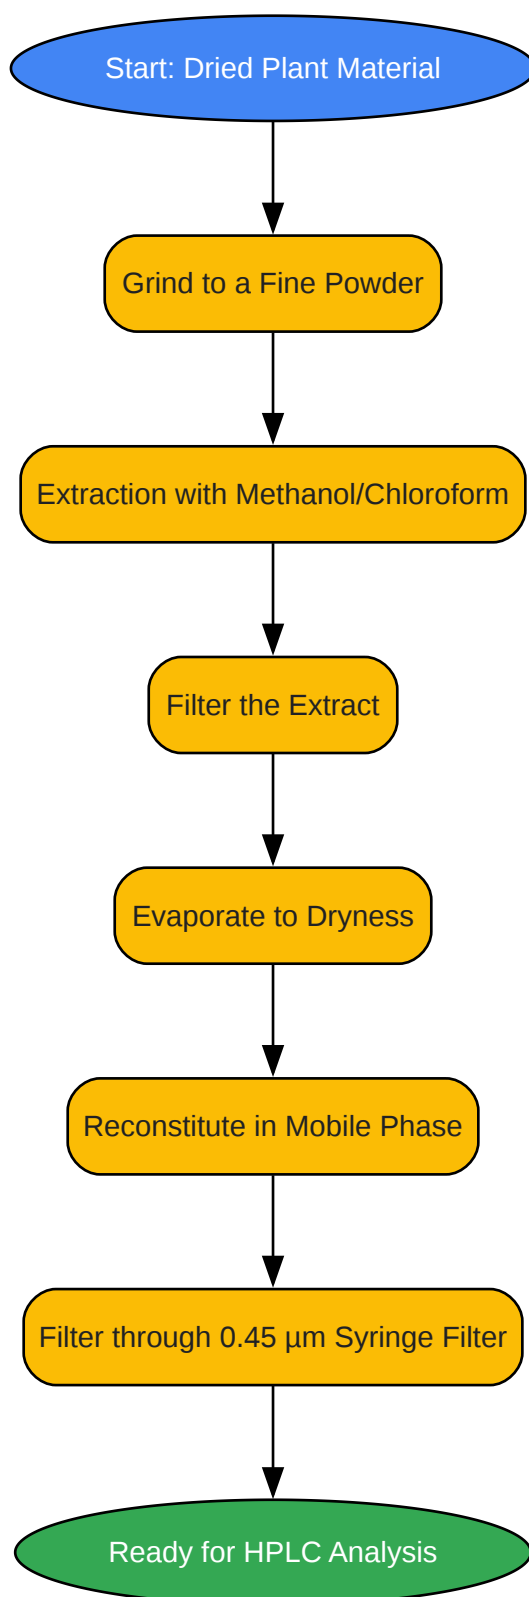 Start: Dried Plant Material
Grind to a Fine Powder
Extraction with Methanol/Chloroform
Filter the Extract
Evaporate to Dryness
Reconstitute in Mobile Phase
Filter through 0.45 µm Syringe Filter
Ready for HPLC Analysis